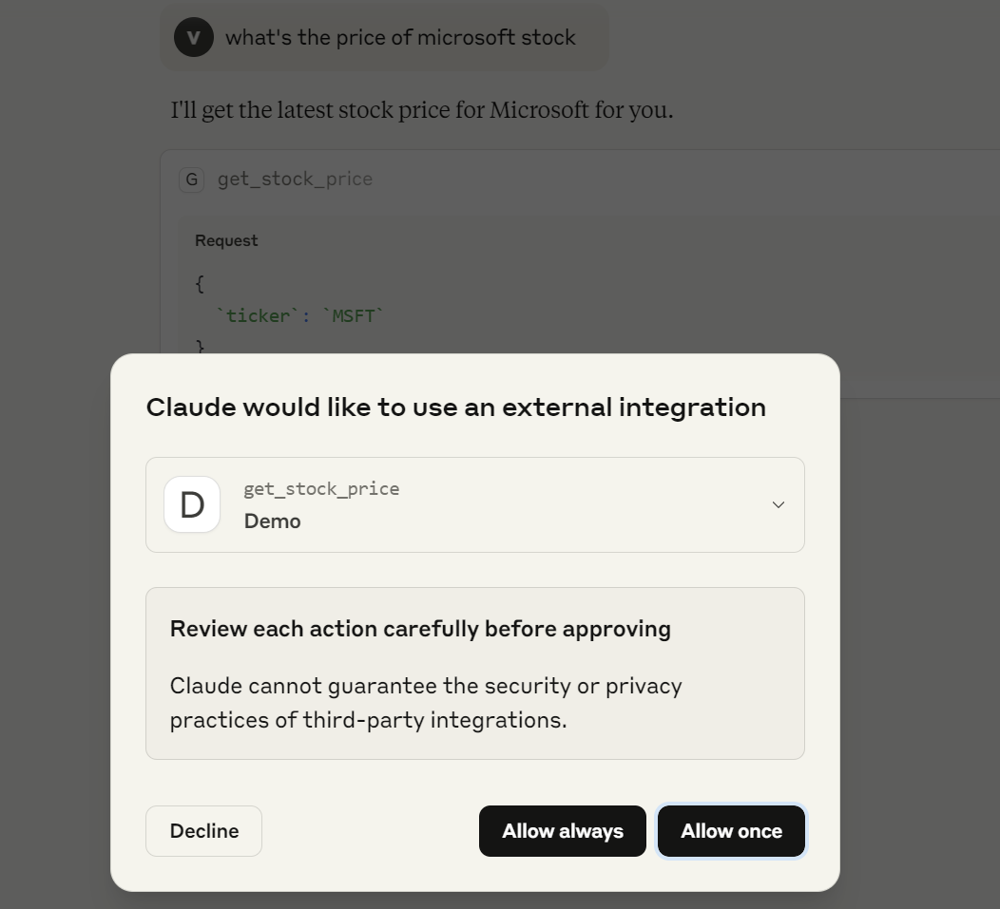 V what's the price of microsoft stock
I'll get the latest stock price for Microsoft for you.
G get_stock_price
Request
{
`ticker`: `MSFT`
}
Claude would like to use an external integration
D
get_stock_price
Demo
Review each action carefully before approving
Claude cannot guarantee the security or privacy
practices of third-party integrations.
Decline Allow always Allow once